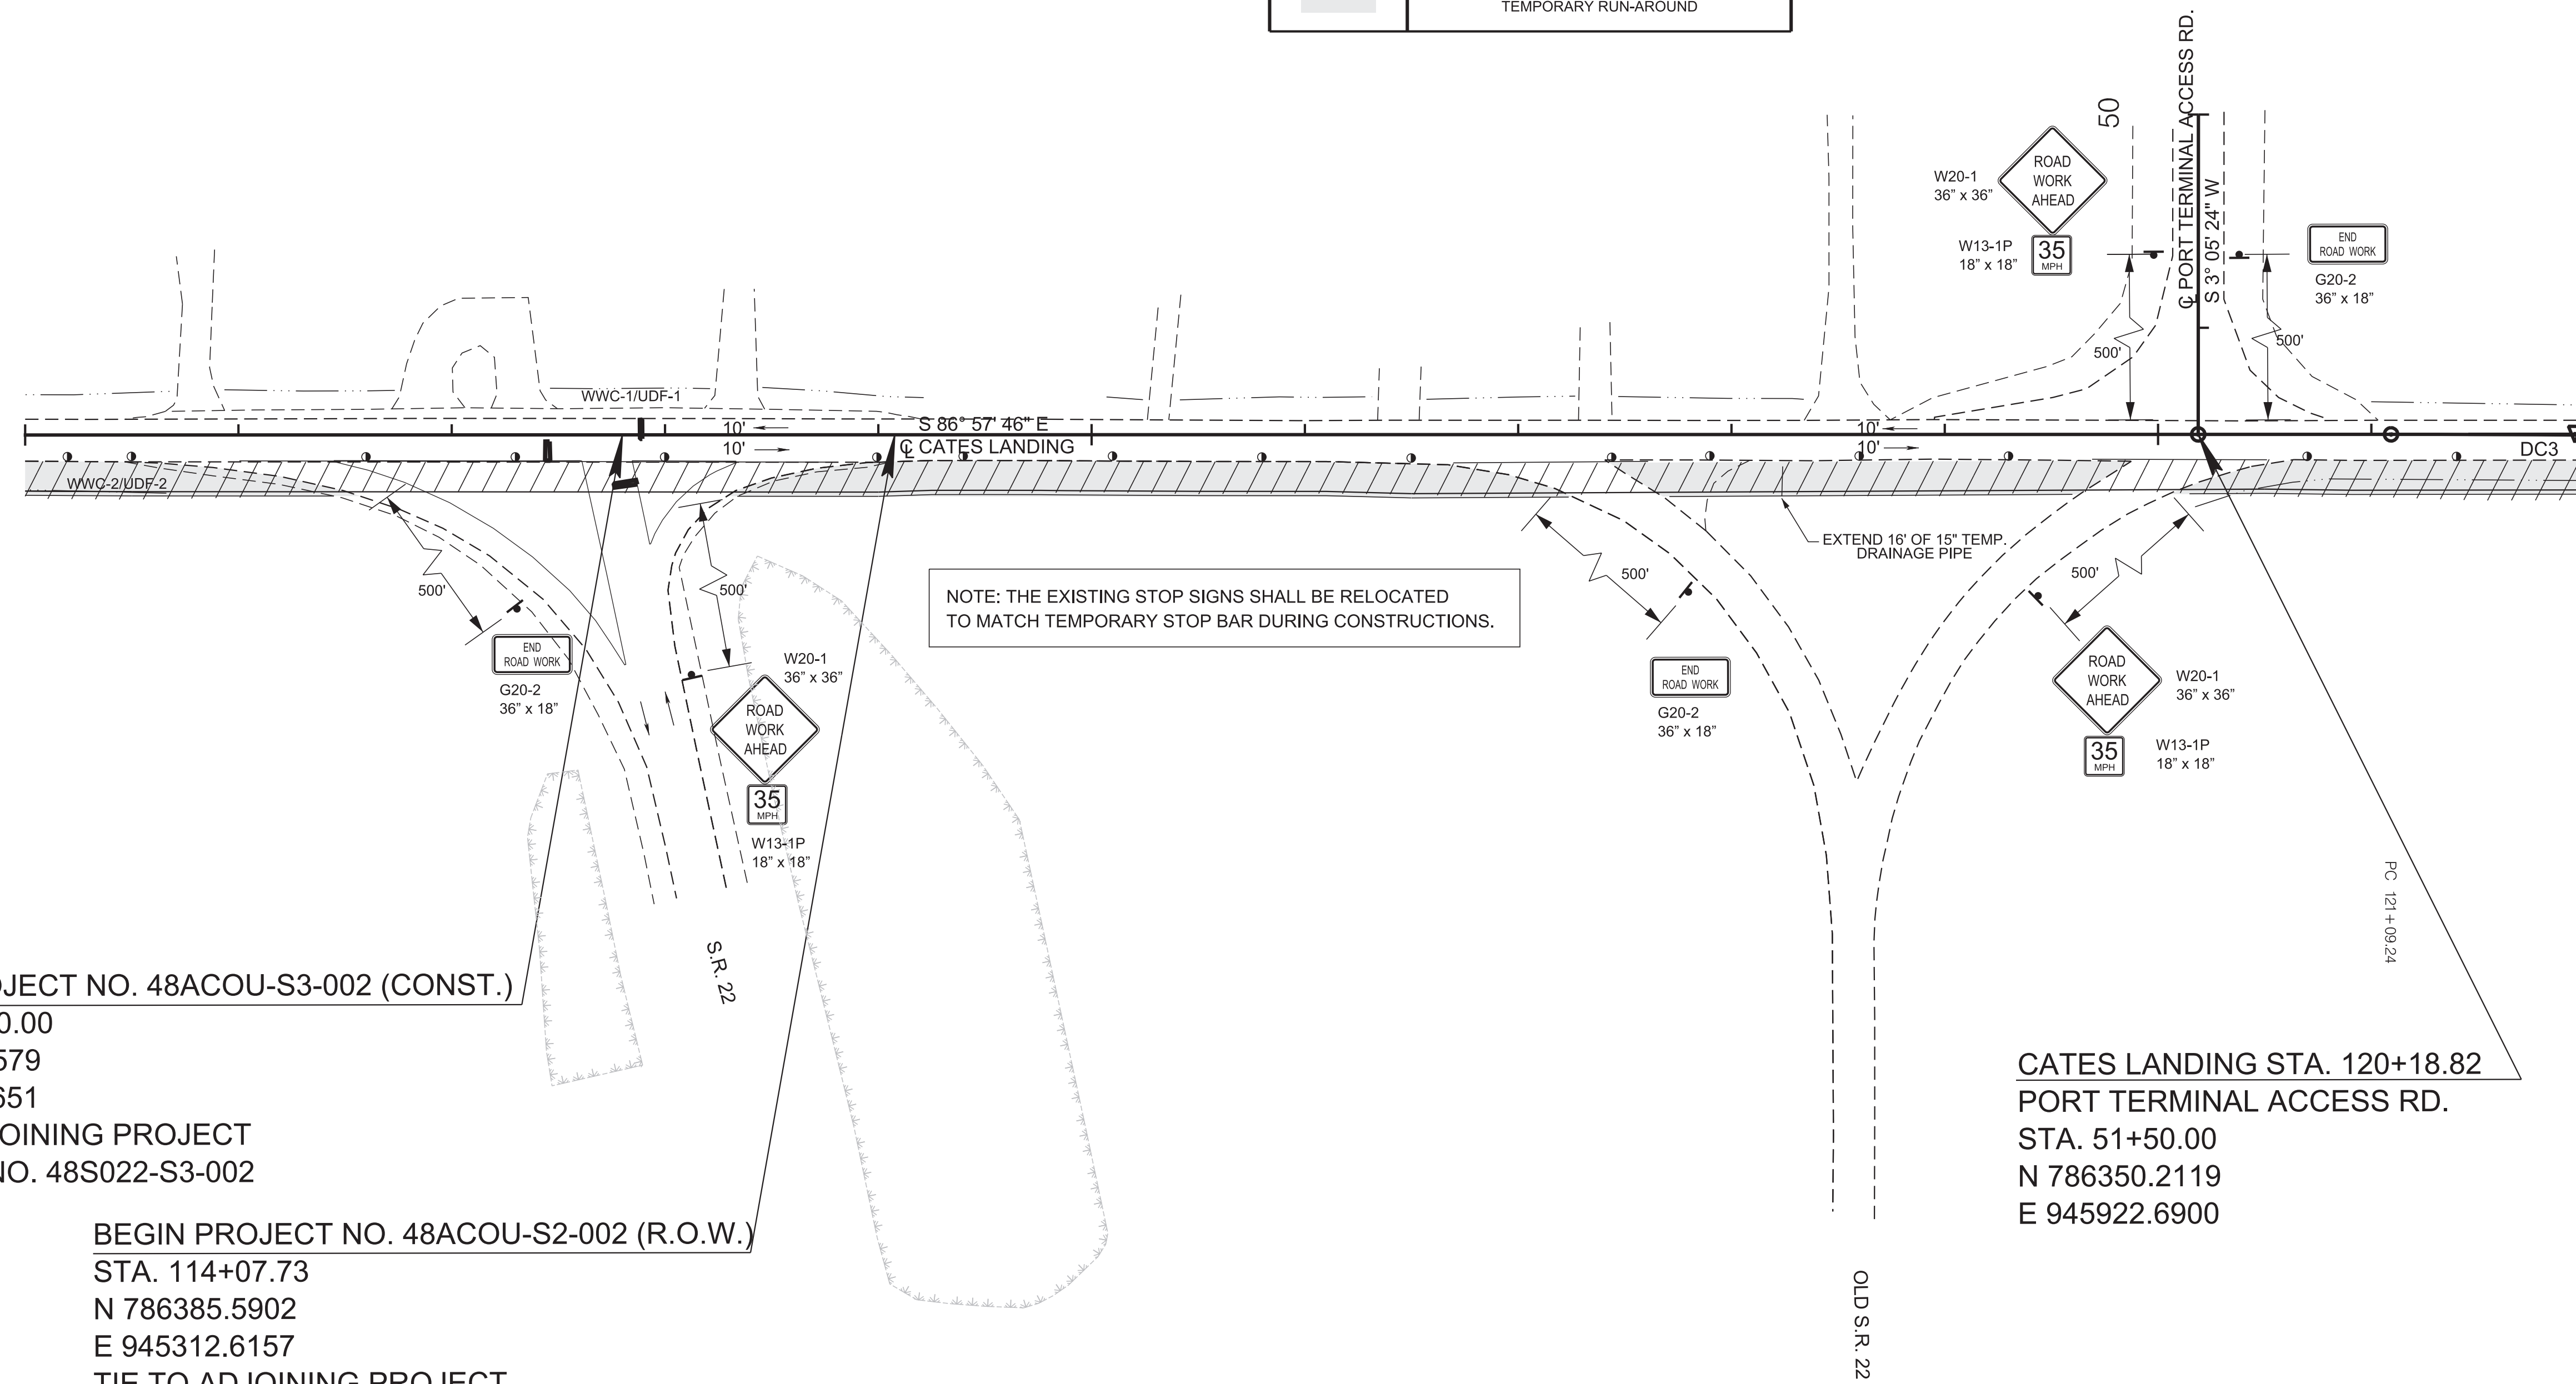 TEMPORARY RUN-AROUND
℄ PORT TERMINAL ACCESS RD.
S 3° 05' 24" W
50
ROAD
WORK
AHEAD
W20-1
36” x 36”
W13-1P
18” x 18”
35
MPH
END
ROAD WORK
G20-2
36” x 18”
500'
500'
WWC-1/UDF-1
10'
10'
S 86° 57' 46" E
℄ CATES LANDING
10'
10'
DC3
WWC-2/UDF-2
EXTEND 16' OF 15" TEMP.
DRAINAGE PIPE
NOTE: THE EXISTING STOP SIGNS SHALL BE RELOCATED
TO MATCH TEMPORARY STOP BAR DURING CONSTRUCTIONS.
500'
END
ROAD WORK
G20-2
36” x 18”
500'
W20-1
36” x 36”
ROAD
WORK
AHEAD
35
MPH
W13-1P
18” x 18”
500'
END
ROAD WORK
G20-2
36” x 18”
500'
ROAD
WORK
AHEAD
W20-1
36” x 36”
35
MPH
W13-1P
18” x 18”
PC 121+09.24
S.R. 22
OLD S.R. 22
OJECT NO. 48ACOU-S3-002 (CONST.)
0.00
579
651
OINING PROJECT
NO. 48S022-S3-002
BEGIN PROJECT NO. 48ACOU-S2-002 (R.O.W.)
STA. 114+07.73
N 786385.5902
E 945312.6157
TIE TO ADJOINING PROJECT
CATES LANDING STA. 120+18.82
PORT TERMINAL ACCESS RD.
STA. 51+50.00
N 786350.2119
E 945922.6900